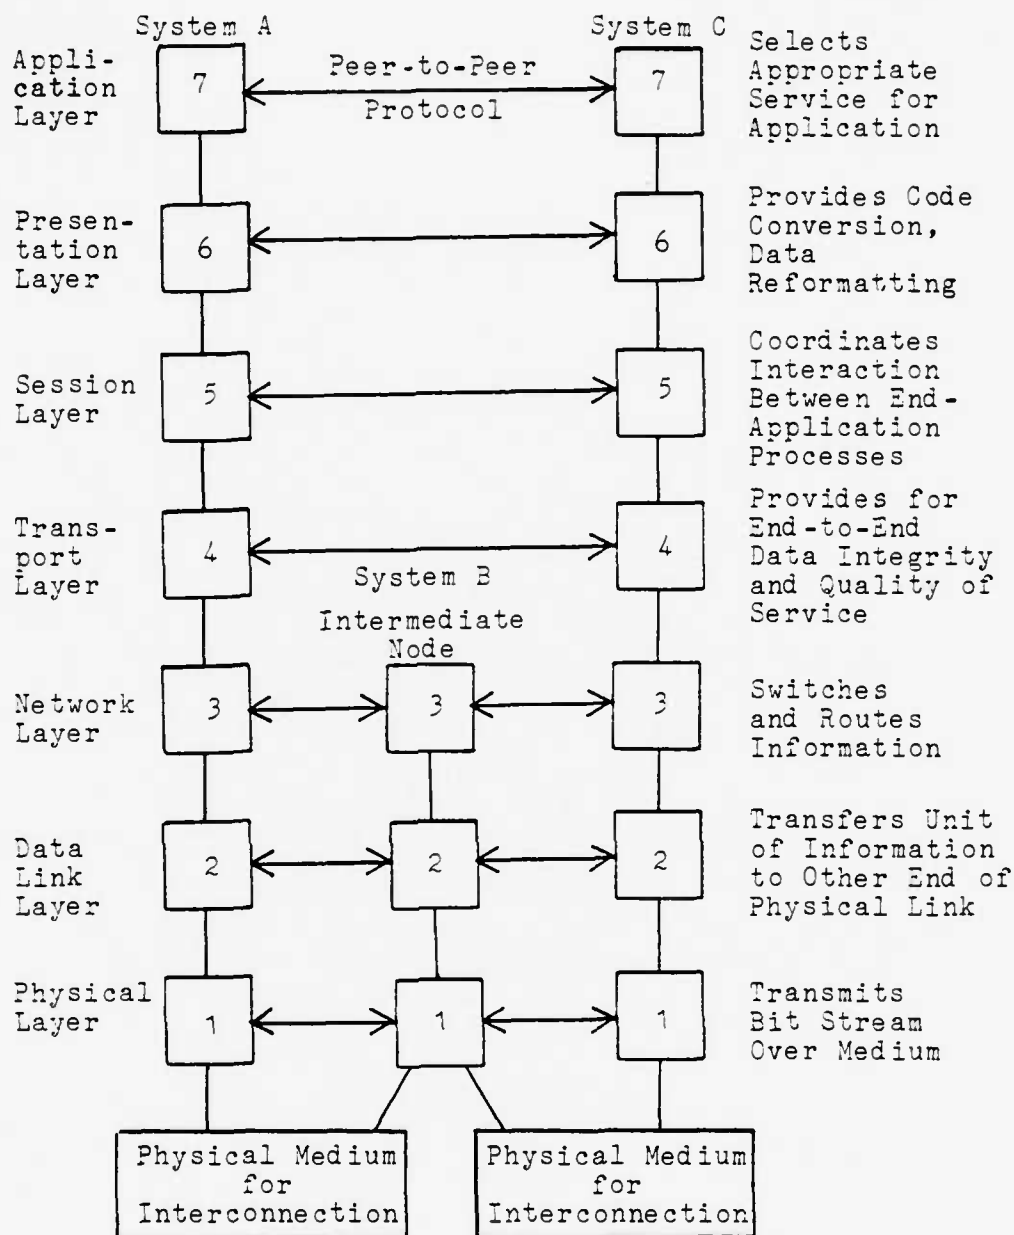 System A
System C
Appli-
cation
Layer
7
Peer-to-Peer
Protocol
7
Selects
Appropriate
Service for
Application
Presen-
tation
Layer
6
6
Provides Code
Conversion,
Data
Reformatting
Session
Layer
5
5
Coordinates
Interaction
Between End-
Application
Processes
Trans-
port
Layer
4
4
Provides for
End-to-End
Data Integrity
and Quality of
Service
System B
Intermediate
Node
Network
Layer
3
3
3
Switches
and Routes
Information
Data
Link
Layer
2
2
2
Transfers Unit
of Information
to Other End of
Physical Link
Physical
Layer
1
1
1
Transmits
Bit Stream
Over Medium
Physical Medium
for
Interconnection
Physical Medium
for
Interconnection